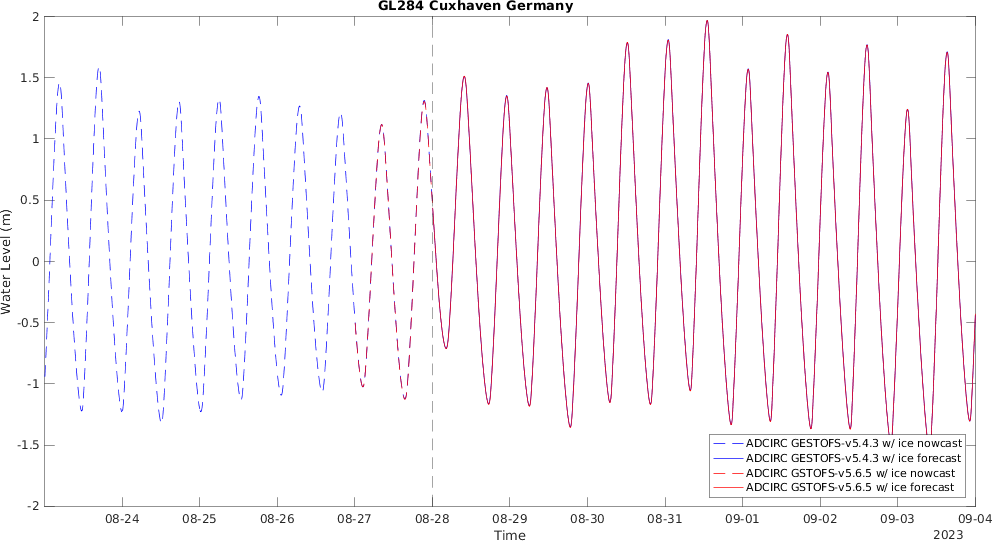 GL284 Cuxhaven Germany
Water Level (m)
2
1.5
1
0.5
0
-0.5
-1
-1.5
-2
ADCIRC GESTOFS-v5.4.3 w/ ice nowcast
ADCIRC GESTOFS-v5.4.3 w/ ice forecast
ADCIRC GSTOFS-v5.6.5 w/ ice nowcast
ADCIRC GSTOFS-v5.6.5 w/ ice forecast
08-24 08-25 08-26 08-27 08-28 08-29 08-30 08-31 09-01 09-02 09-03 09-04
Time
2023